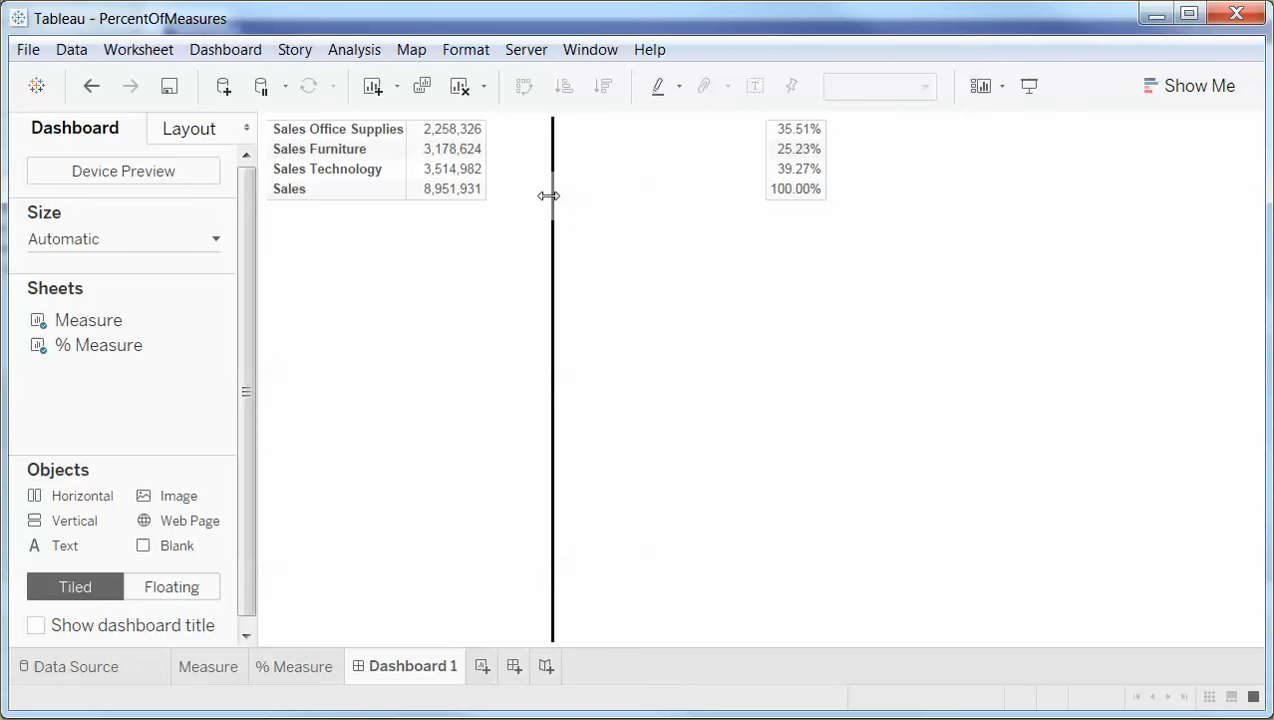 Tableau - PercentOfMeasures
File Data Worksheet Dashboard Story Analysis Map Format Server Window Help
Show Me
Dashboard Layout
Device Preview
Size
Automatic
Sheets
Measure
% Measure
Objects
Horizontal Image
Vertical Web Page
A Text Blank
Tiled Floating
Show dashboard title
Sales Office Supplies 2,258,326 35.51%
Sales Furniture 3,178,624 25.23%
Sales Technology 3,514,982 39.27%
Sales 8,951,931 100.00%
Data Source Measure % Measure Dashboard 1